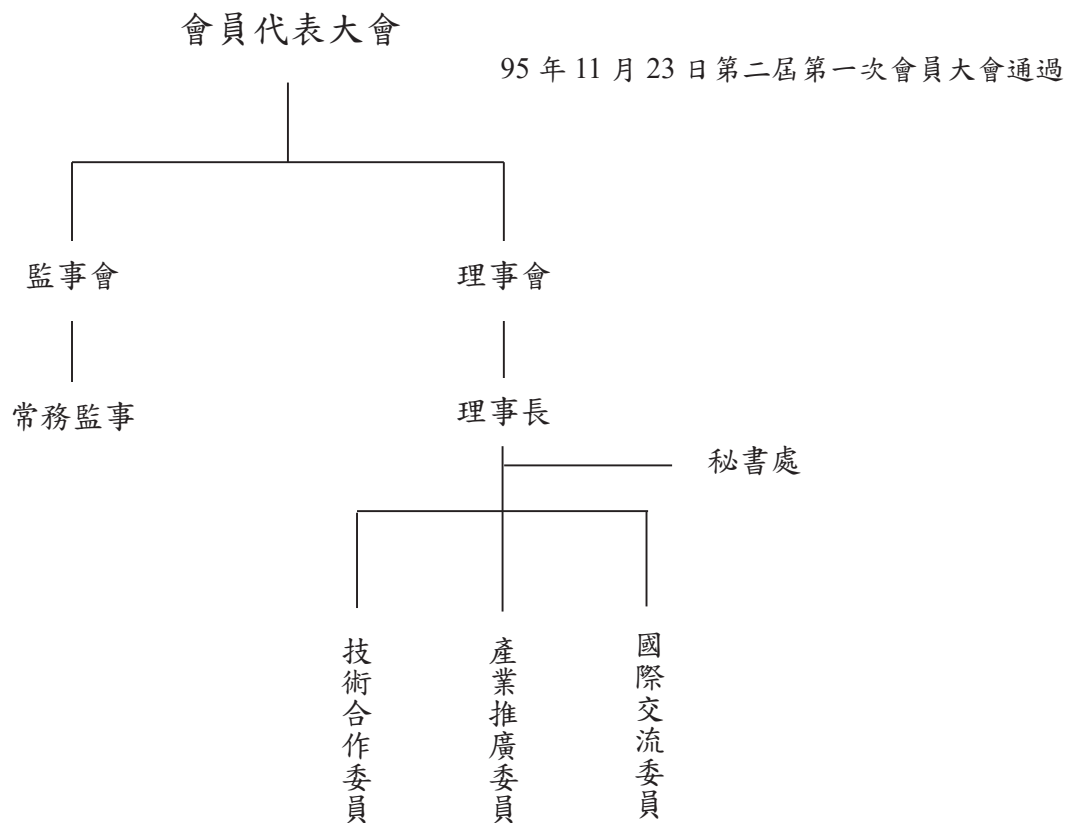 會員代表大會
95 年 11 月 23 日第二屆第一次會員大會通過
監事會
理事會
常務監事
理事長
秘書處
技術合作委員
產業推廣委員
國際交流委員